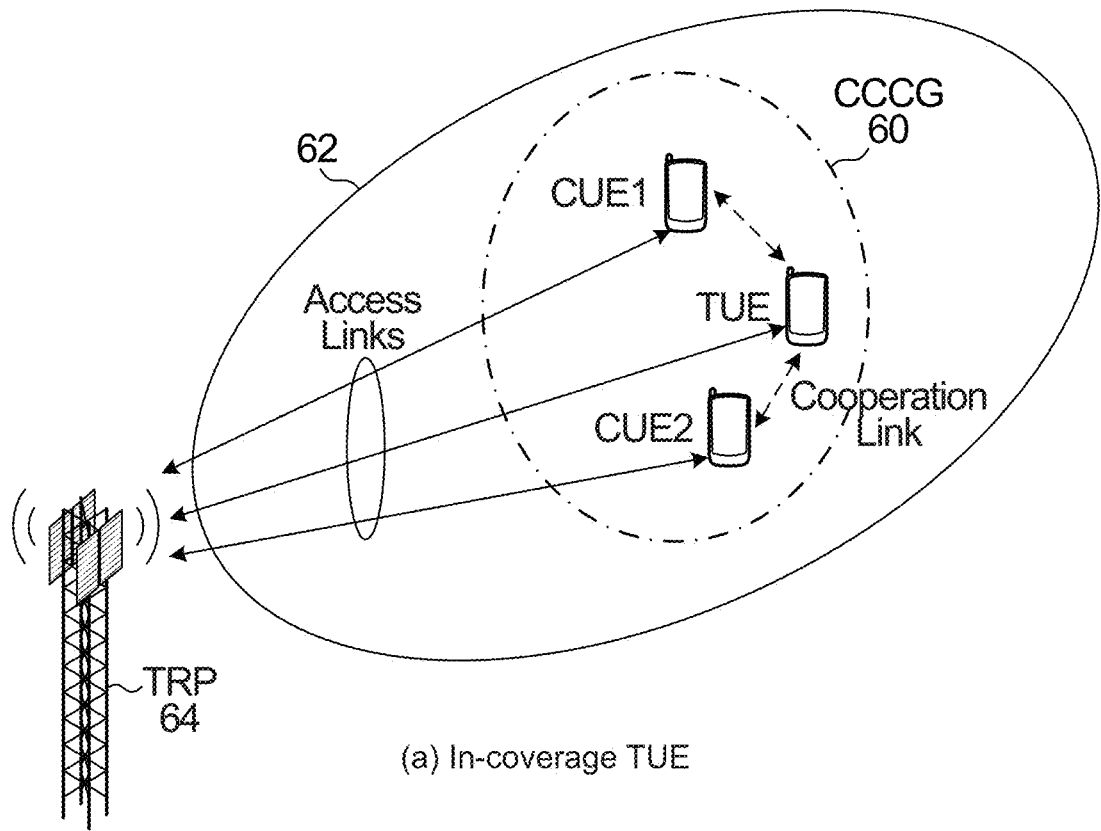 CCCG
60
62
CUE1
Access
Links
TUE
CUE2
Cooperation
Link
TRP
64
(a) In-coverage TUE